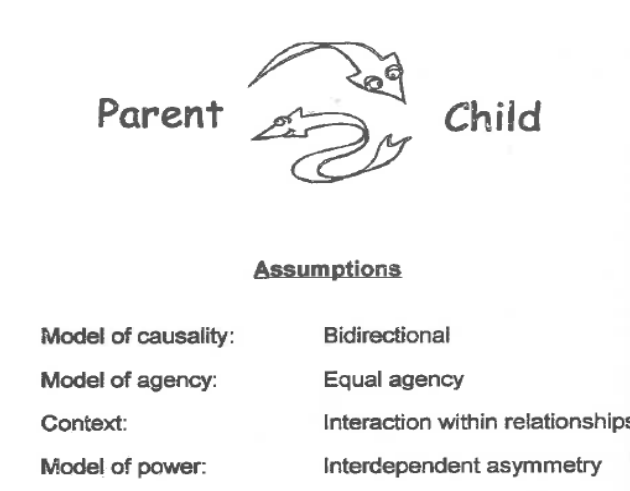 Parent Child
Assumptions
Model of causality: Bidirectional
Model of agency: Equal agency
Context: Interaction within relationships
Model of power: Interdependent asymmetry